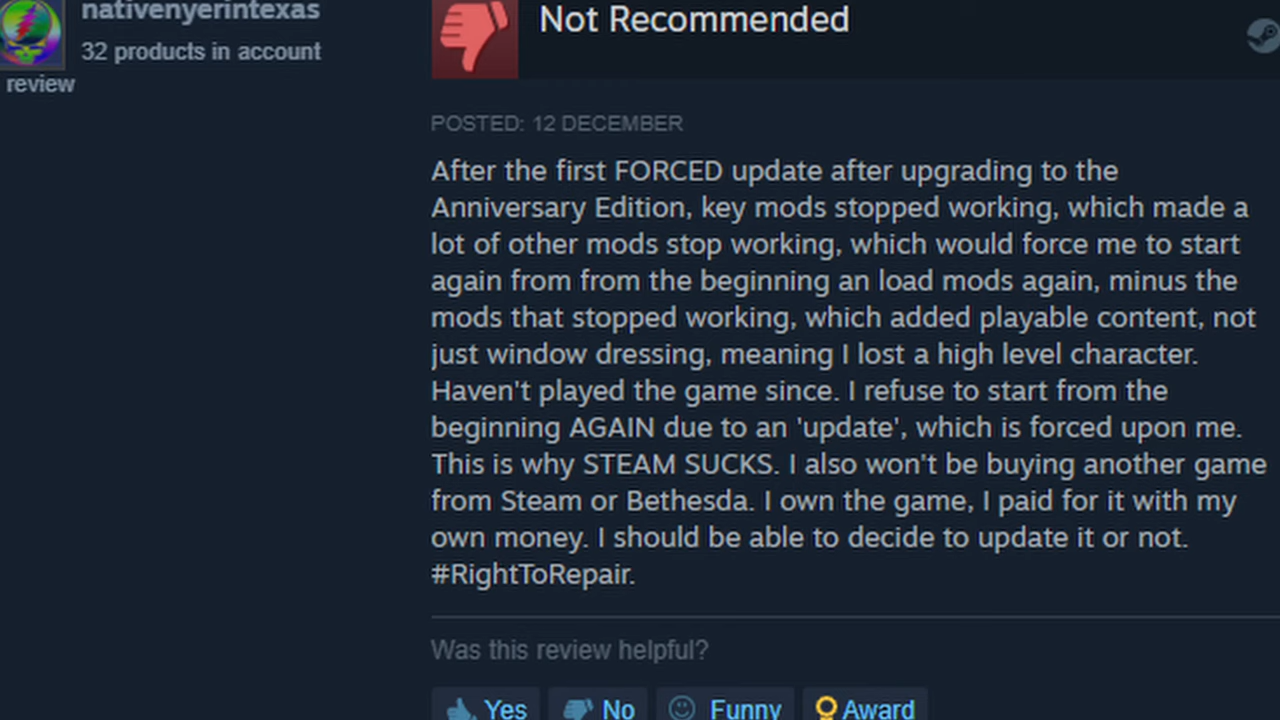 nativenyerintexas
32 products in account
review
Not Recommended
POSTED: 12 DECEMBER
After the first FORCED update after upgrading to the
Anniversary Edition, key mods stopped working, which made a
lot of other mods stop working, which would force me to start
again from from the beginning an load mods again, minus the
mods that stopped working, which added playable content, not
just window dressing, meaning I lost a high level character.
Haven't played the game since. I refuse to start from the
beginning AGAIN due to an 'update', which is forced upon me.
This is why STEAM SUCKS. I also won't be buying another game
from Steam or Bethesda. I own the game, I paid for it with my
own money. I should be able to decide to update it or not.
#RightToRepair.
Was this review helpful?
Yes No Funny Award